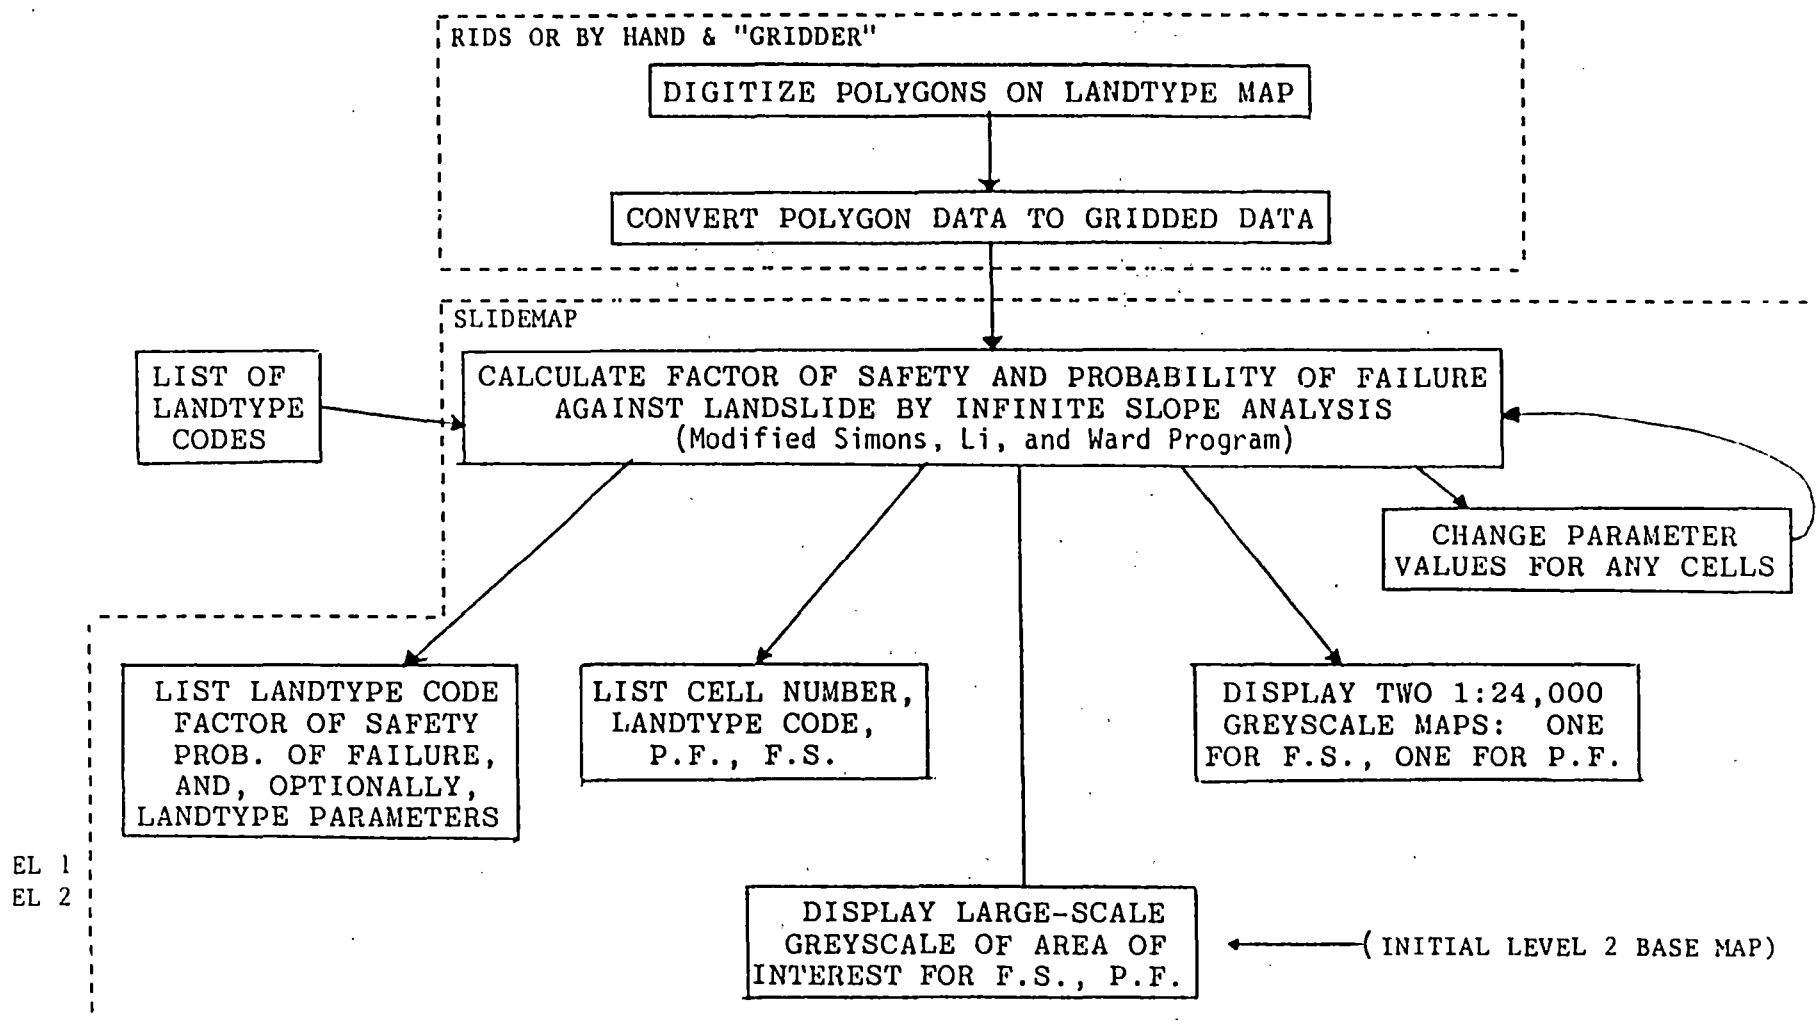 RIDS OR BY HAND & "GRIDDER"
DIGITIZE POLYGONS ON LANDTYPE MAP
CONVERT POLYGON DATA TO GRIDDED DATA
SLIDEMAP
LIST OF
LANDTYPE
CODES
CALCULATE FACTOR OF SAFETY AND PROBABILITY OF FAILURE
AGAINST LANDSLIDE BY INFINITE SLOPE ANALYSIS
(Modified Simons, Li, and Ward Program)
CHANGE PARAMETER
VALUES FOR ANY CELLS
LIST LANDTYPE CODE
FACTOR OF SAFETY
PROB. OF FAILURE,
AND, OPTIONALLY,
LANDTYPE PARAMETERS
LIST CELL NUMBER,
LANDTYPE CODE,
P.F., F.S.
DISPLAY TWO 1:24,000
GREYSCALE MAPS: ONE
FOR F.S., ONE FOR P.F.
EL 1
EL 2
DISPLAY LARGE-SCALE
GREYSCALE OF AREA OF
INTEREST FOR F.S., P.F.
(INITIAL LEVEL 2 BASE MAP)